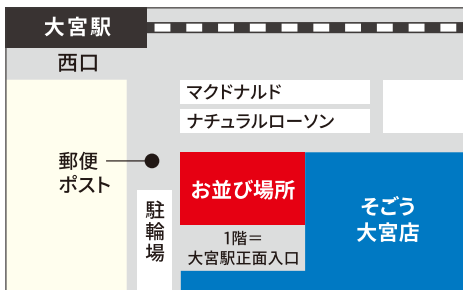 大宮駅
西口
マクドナルド
ナチュラルローソン
郵便
ポスト
お並び場所
そごう
大宮店
駐輪場
1階＝
大宮駅正面入口